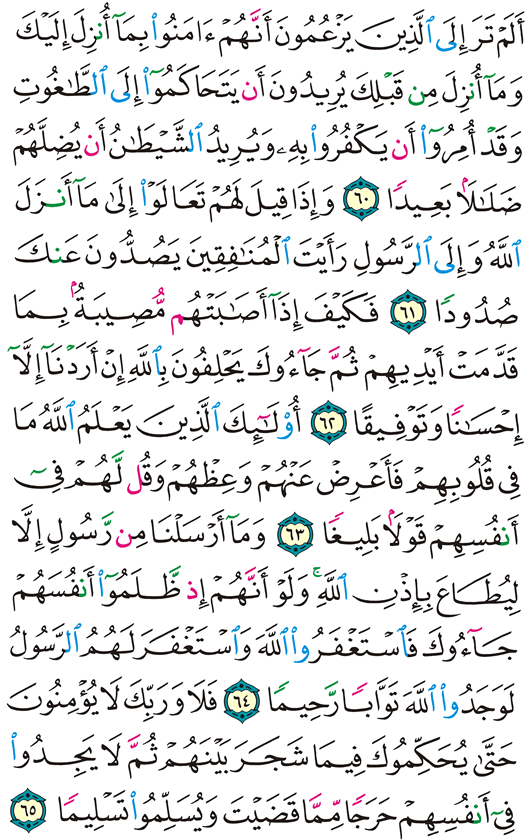 أَلَمْ تَرَ إِلَى ٱلَّذِينَ يَزْعُمُونَ أَنَّهُمْ ءَامَنُوا۟ بِمَآ أُنزِلَ إِلَيْكَ
وَمَآ أُنزِلَ مِن قَبْلِكَ يُرِيدُونَ أَن يَتَحَاكَمُوٓا۟ إِلَى ٱلطَّـٰغُوتِ
وَقَدْ أُمِرُوٓا۟ أَن يَكْفُرُوا۟ بِهِۦ وَيُرِيدُ ٱلشَّيْطَـٰنُ أَن يُضِلَّهُمْ
ضَلَـٰلًۢا بَعِيدًا ٦٠ وَإِذَا قِيلَ لَهُمْ تَعَالَوْا۟ إِلَىٰ مَآ أَنزَلَ
ٱللَّهُ وَإِلَى ٱلرَّسُولِ رَأَيْتَ ٱلْمُنَـٰفِقِينَ يَصُدُّونَ عَنكَ
صُدُودًا ٦١ فَكَيْفَ إِذَآ أَصَـٰبَتْهُم مُّصِيبَةٌۢ بِمَا
قَدَّمَتْ أَيْدِيهِمْ ثُمَّ جَآءُوكَ يَحْلِفُونَ بِٱللَّهِ إِنْ أَرَدْنَآ إِلَّآ
إِحْسَـٰنًا وَتَوْفِيقًا ٦٢ أُو۟لَـٰٓئِكَ ٱلَّذِينَ يَعْلَمُ ٱللَّهُ مَا
فِى قُلُوبِهِمْ فَأَعْرِضْ عَنْهُمْ وَعِظْهُمْ وَقُل لَّهُمْ فِىٓ
أَنفُسِهِمْ قَوْلًۢا بَلِيغًا ٦٣ وَمَآ أَرْسَلْنَا مِن رَّسُولٍ إِلَّا
لِيُطَاعَ بِإِذْنِ ٱللَّهِ ۚ وَلَوْ أَنَّهُمْ إِذ ظَّلَمُوٓا۟ أَنفُسَهُمْ
جَآءُوكَ فَٱسْتَغْفَرُوا۟ ٱللَّهَ وَٱسْتَغْفَرَ لَهُمُ ٱلرَّسُولُ
لَوَجَدُوا۟ ٱللَّهَ تَوَّابًا رَّحِيمًا ٦٤ فَلَا وَرَبِّكَ لَا يُؤْمِنُونَ
حَتَّىٰ يُحَكِّمُوكَ فِيمَا شَجَرَ بَيْنَهُمْ ثُمَّ لَا يَجِدُوا۟
فِىٓ أَنفُسِهِمْ حَرَجًا مِّمَّا قَضَيْتَ وَيُسَلِّمُوا۟ تَسْلِيمًا ٦٥